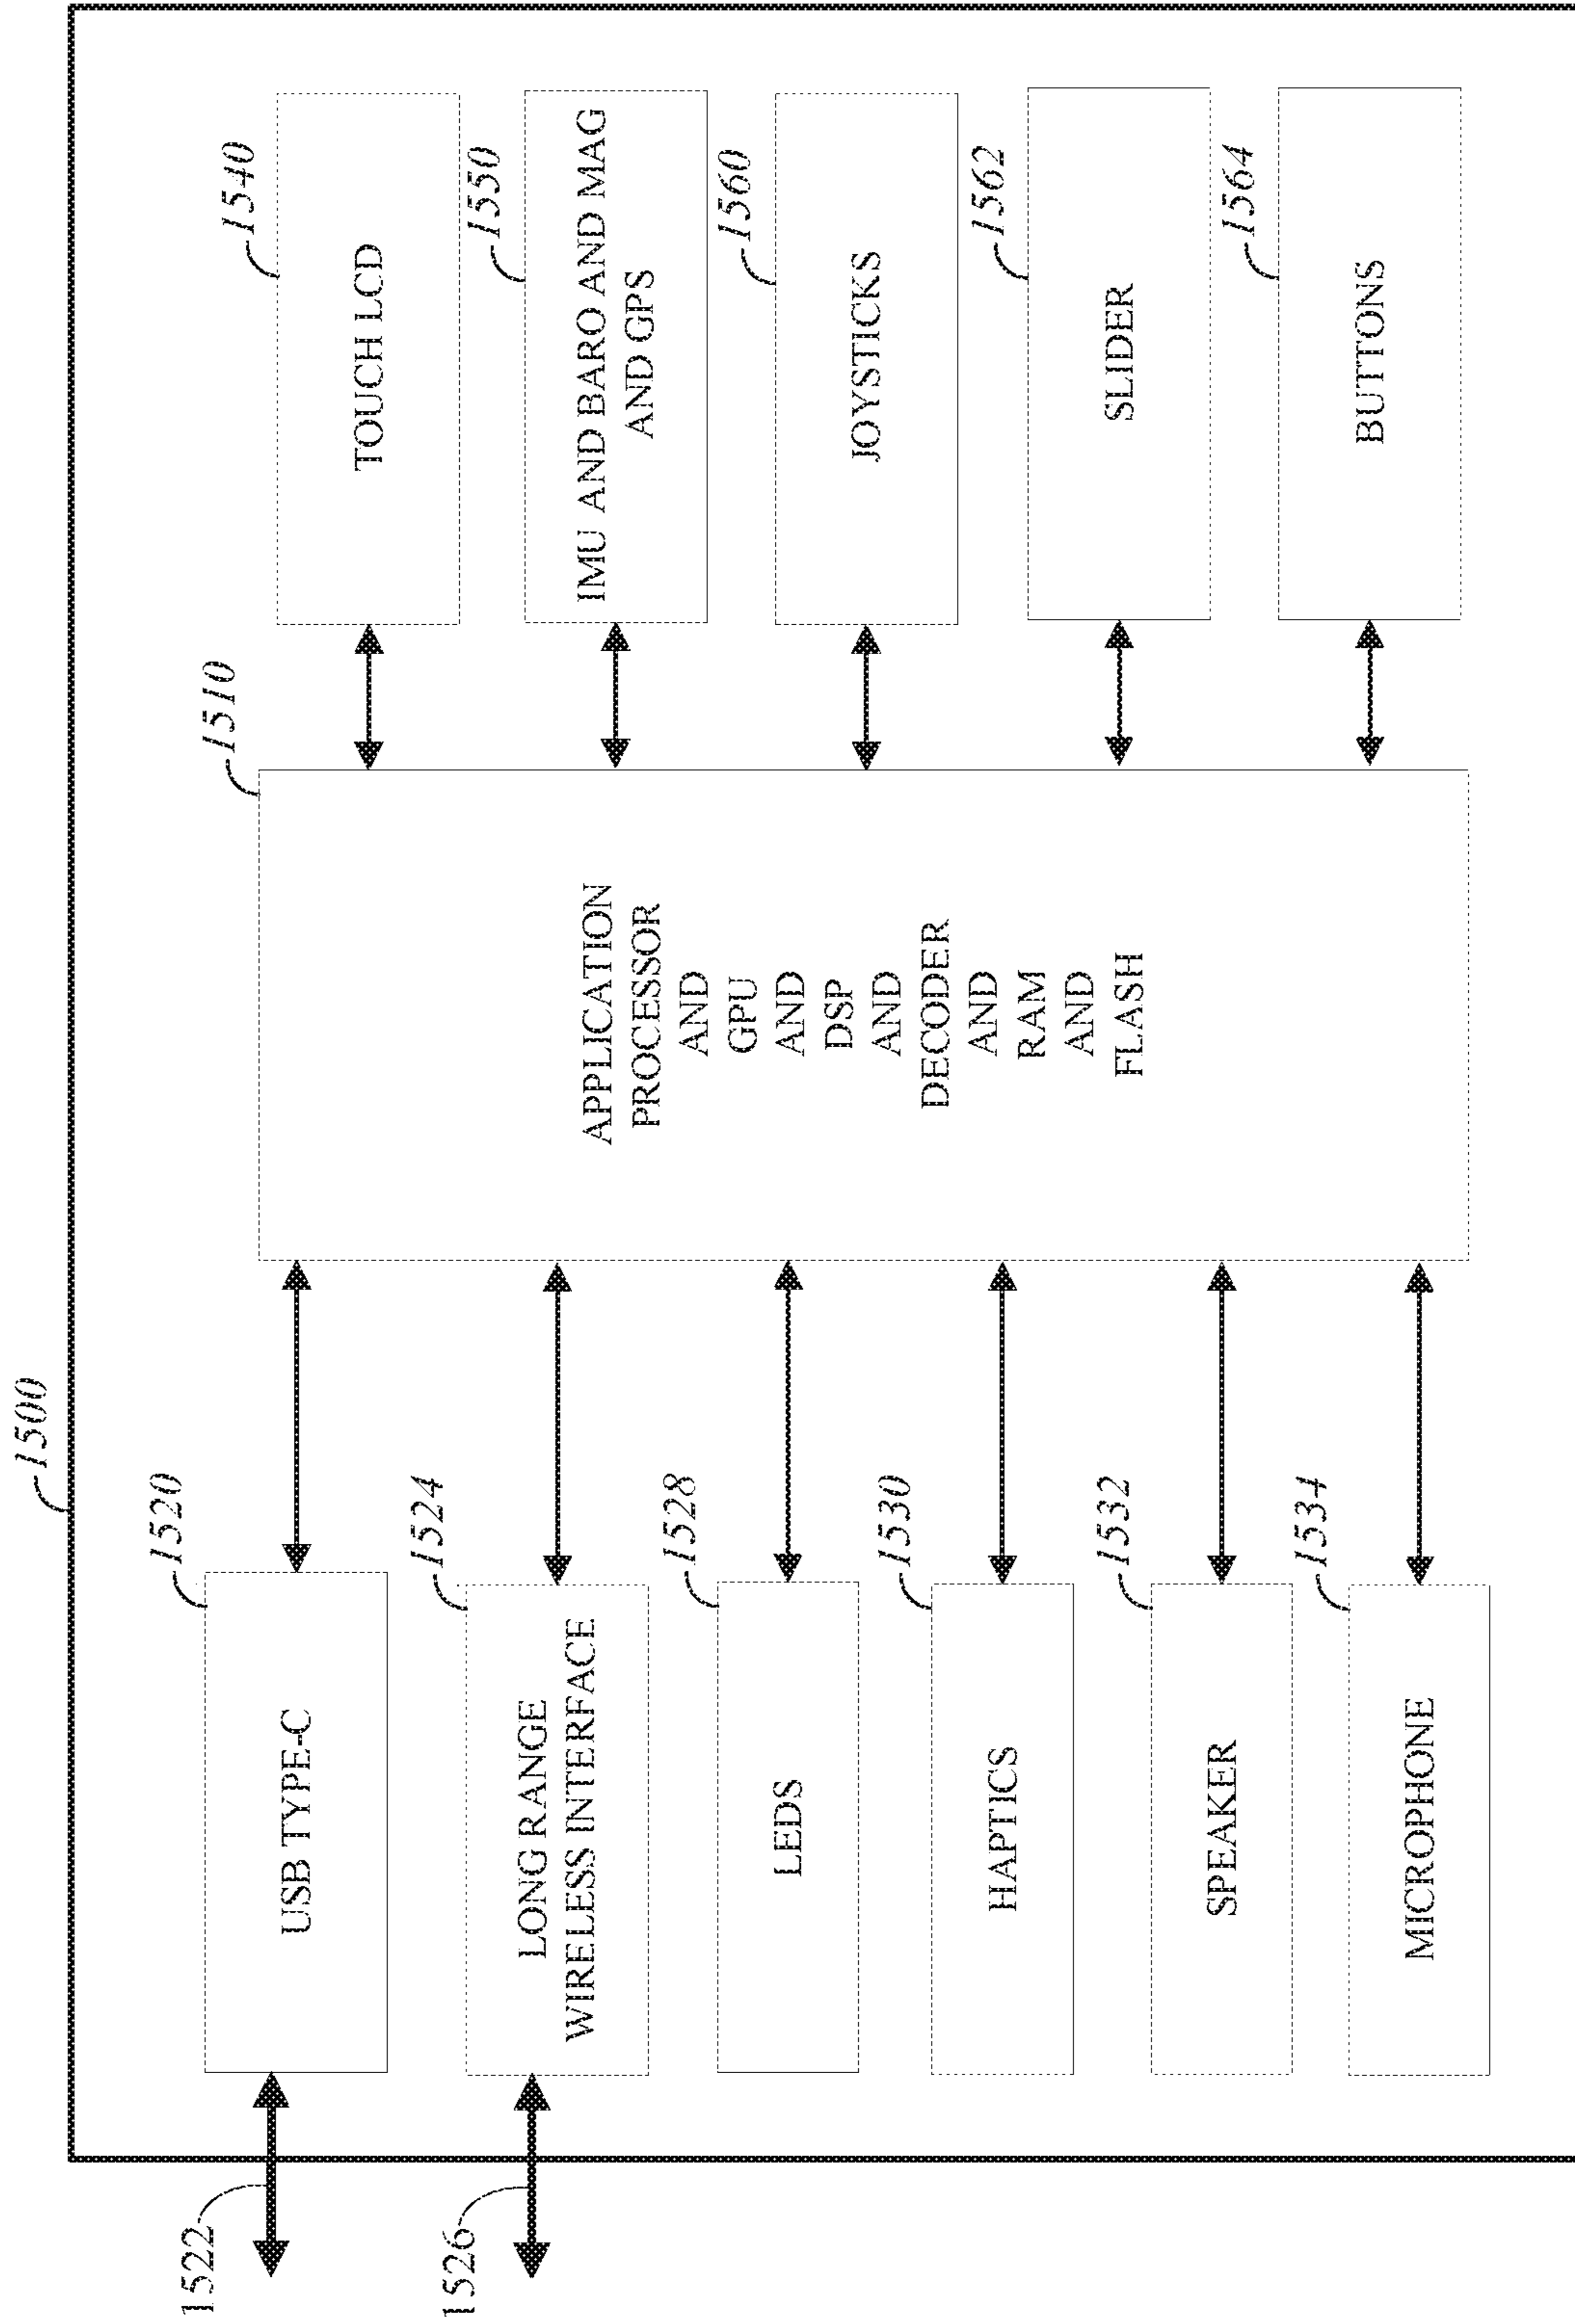 1500
1510
1520
USB TYPE-C
1522
1524
LONG RANGE
WIRELESS INTERFACE
1526
1528
LEDS
1530
HAPTICS
1532
SPEAKER
1534
MICROPHONE
APPLICATION
PROCESSOR
AND
GPU
AND
DSP
AND
DECODER
AND
RAM
AND
FLASH
1540
TOUCH LCD
1550
IMU AND BARO AND MAG
AND GPS
1560
JOYSTICKS
1562
SLIDER
1564
BUTTONS